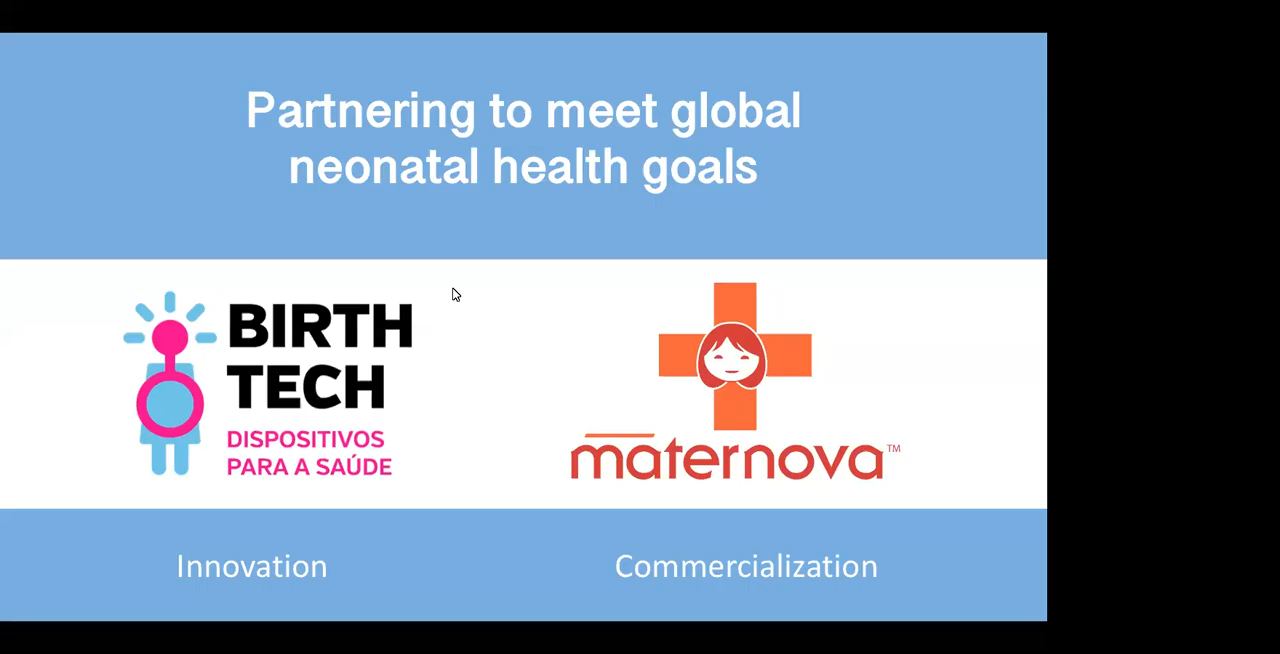 Partnering to meet global
neonatal health goals
BIRTH
TECH
DISPOSITIVOS
PARA A SAÚDE
maternova™
Innovation
Commercialization